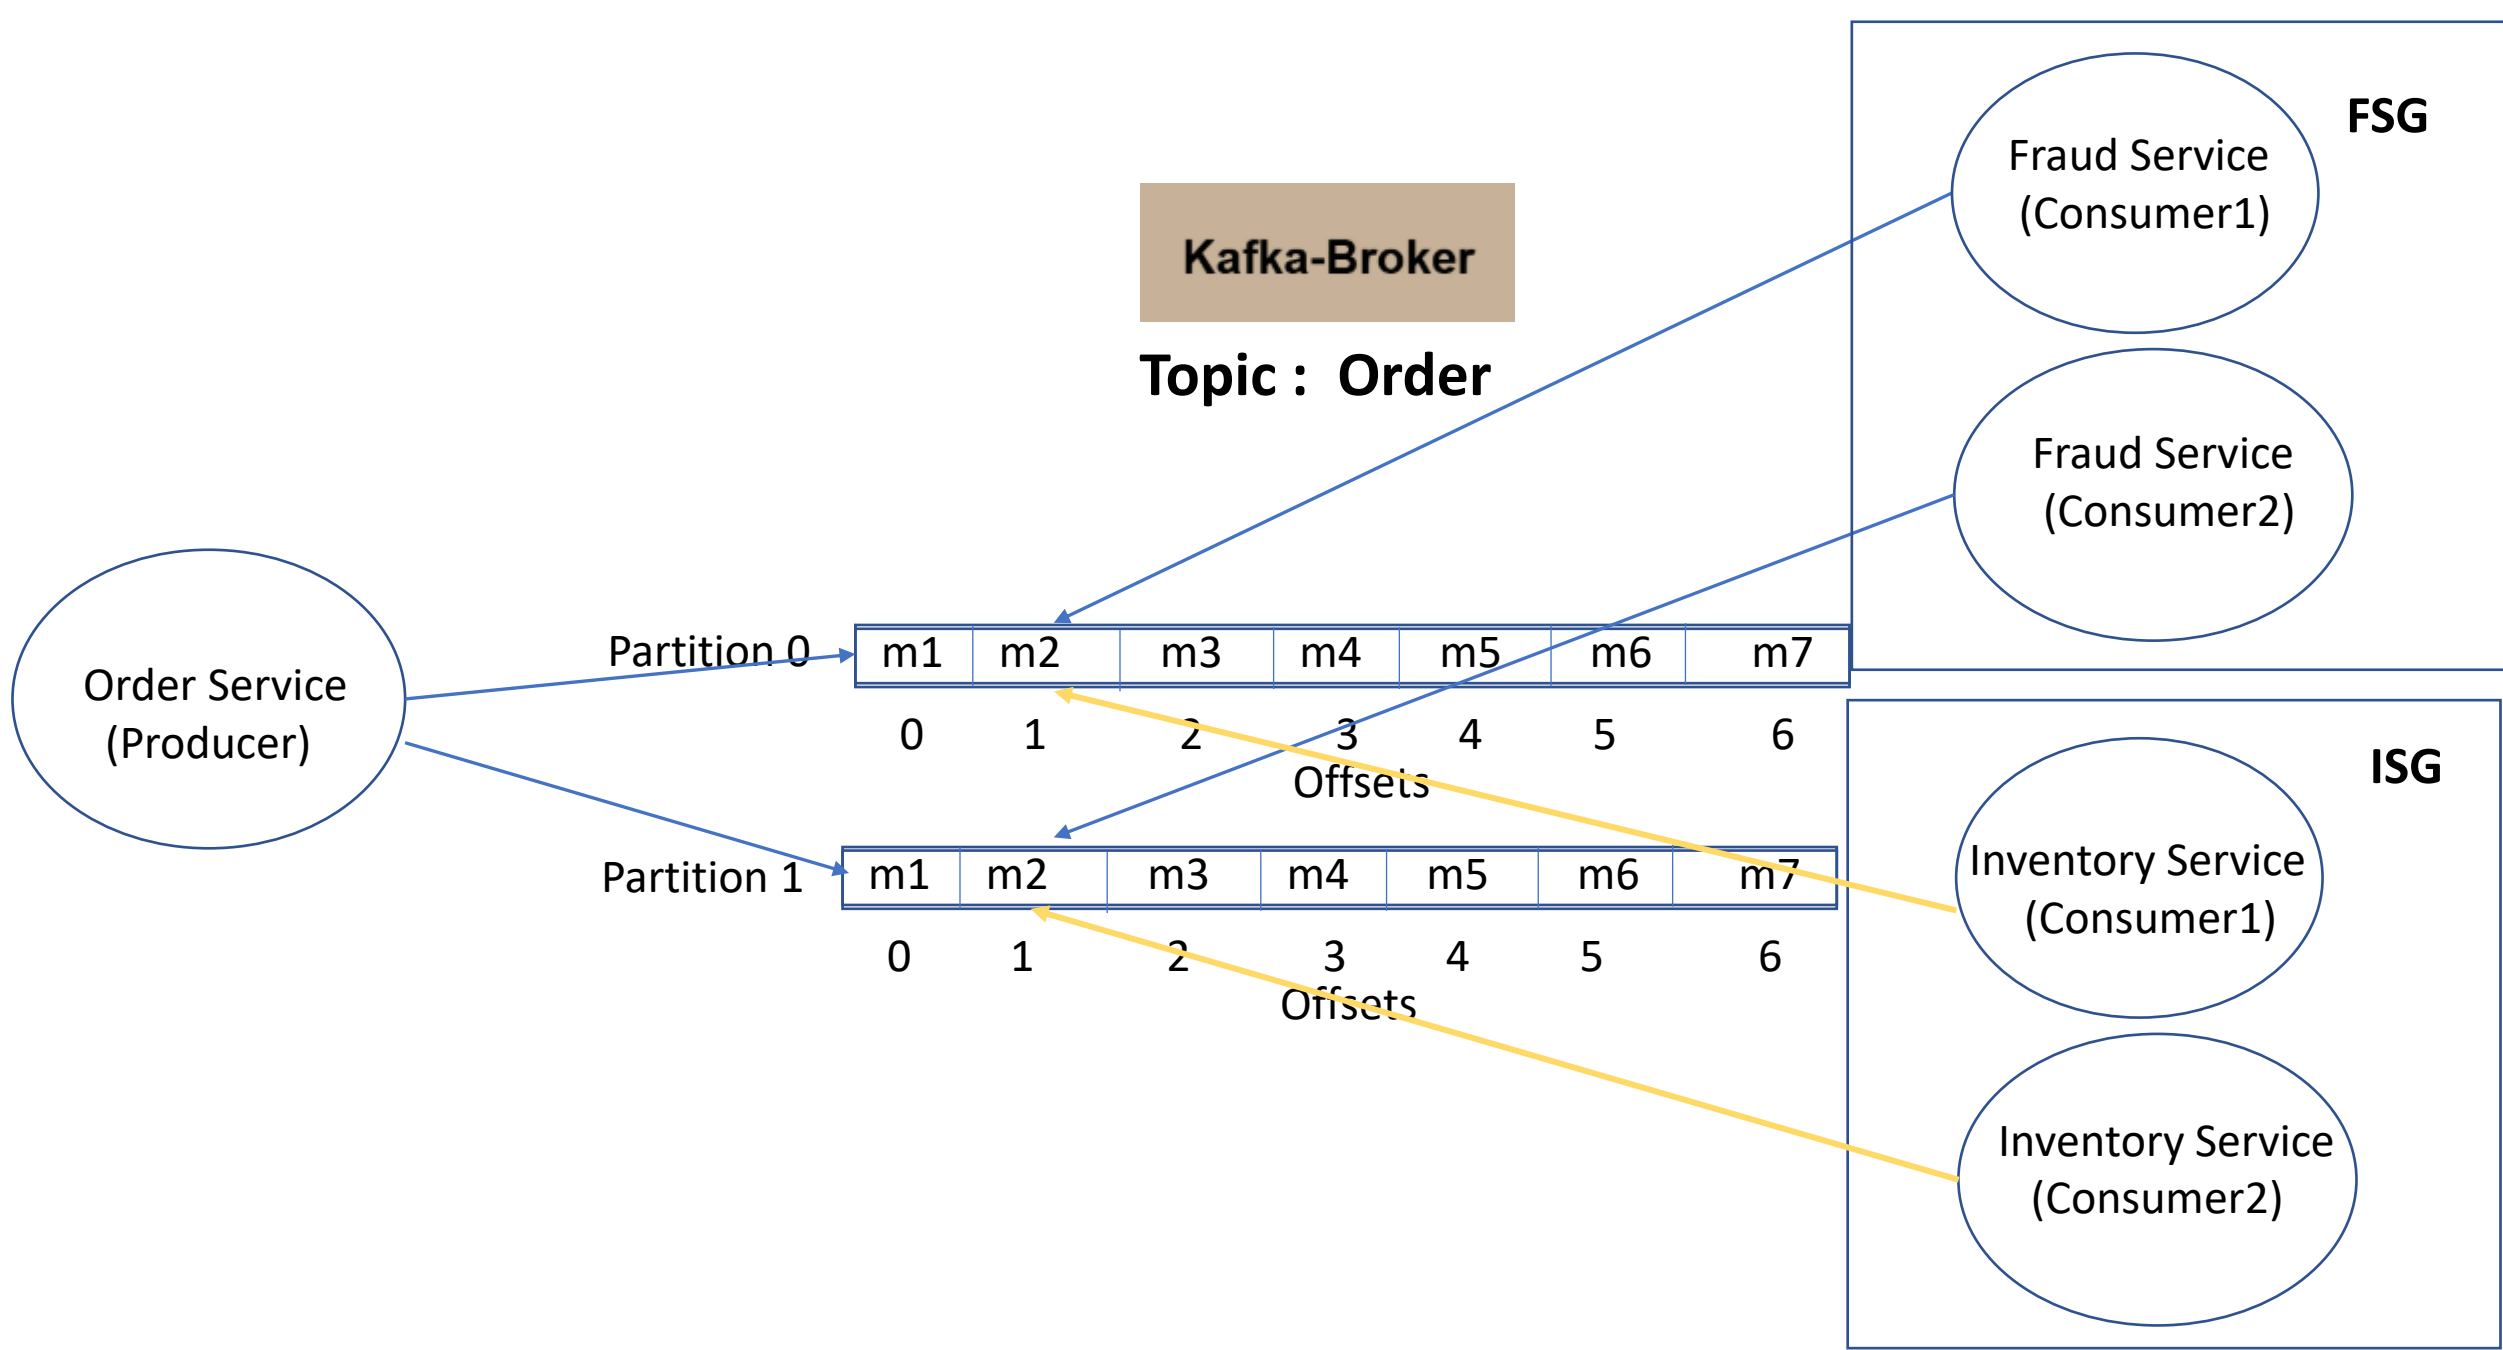 FSG
Fraud Service
(Consumer1)
Kafka-Broker
Topic :  Order
Fraud Service
(Consumer2)
Order Service
(Producer)
Partition 0
m1 m2 m3 m4 m5 m6 m7
0 1 2 3 4 5 6
Offsets
Partition 1
m1 m2 m3 m4 m5 m6 m7
0 1 2 3 4 5 6
Offsets
ISG
Inventory Service
(Consumer1)
Inventory Service
(Consumer2)